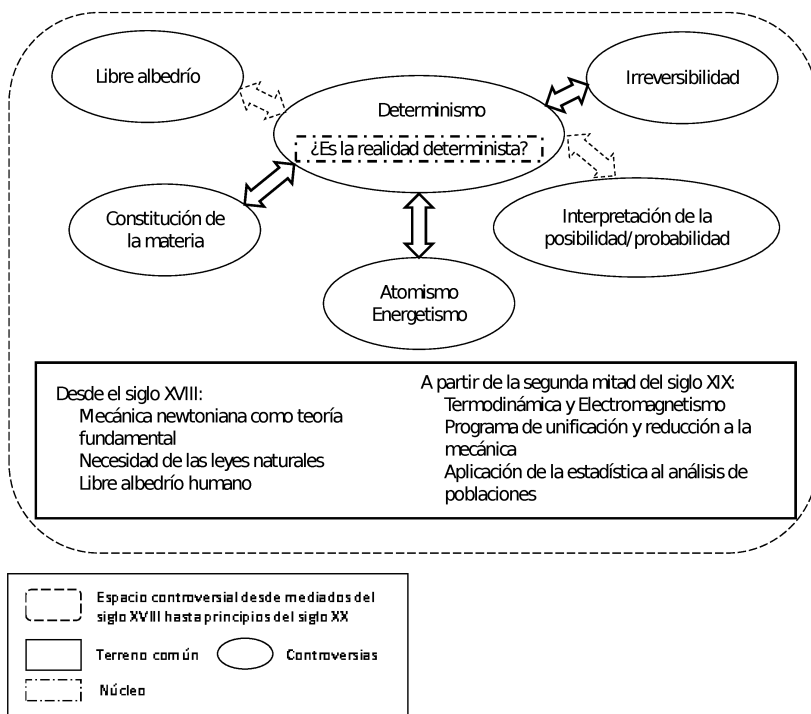 Libre albedrío
Irreversibilidad
Determinismo
¿Es la realidad determinista?
Constitución de
la materia
Interpretación de la
posibilidad/probabilidad
Atomismo
Energetismo
Desde el siglo XVIII:
Mecánica newtoniana como teoría
fundamental
Necesidad de las leyes naturales
Libre albedrío humano
A partir de la segunda mitad del siglo XIX:
Termodinámica y Electromagnetismo
Programa de unificación y reducción a la
mecánica
Aplicación de la estadística al análisis de
poblaciones
Espacio controversial desde mediados del
siglo XVIII hasta principios del siglo XX
Terreno común
Controversias
Núcleo